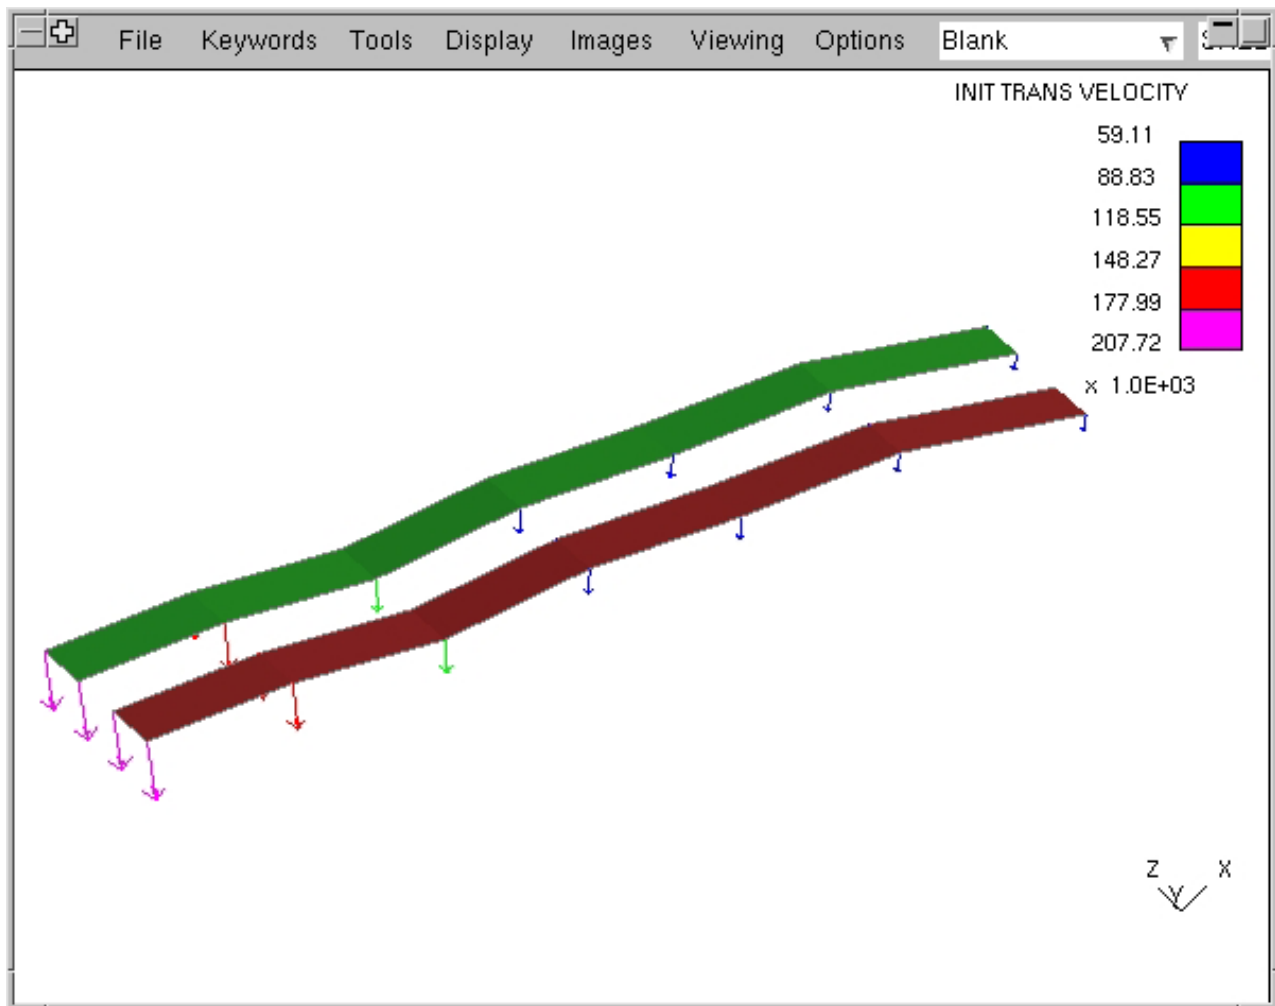 File Keywords Tools Display Images Viewing Options Blank
INIT TRANS VELOCITY
59.11
88.83
118.55
148.27
177.99
207.72
x 1.0E+03
Z X
Y